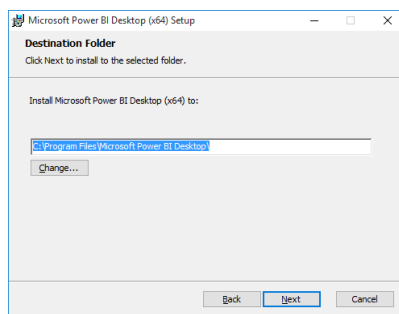 Microsoft Power BI Desktop (x64) Setup
Destination Folder
Click Next to install to the selected folder.
Install Microsoft Power BI Desktop (x64) to:
C:\Program Files\Microsoft Power BI Desktop\
Change...
Back Next Cancel